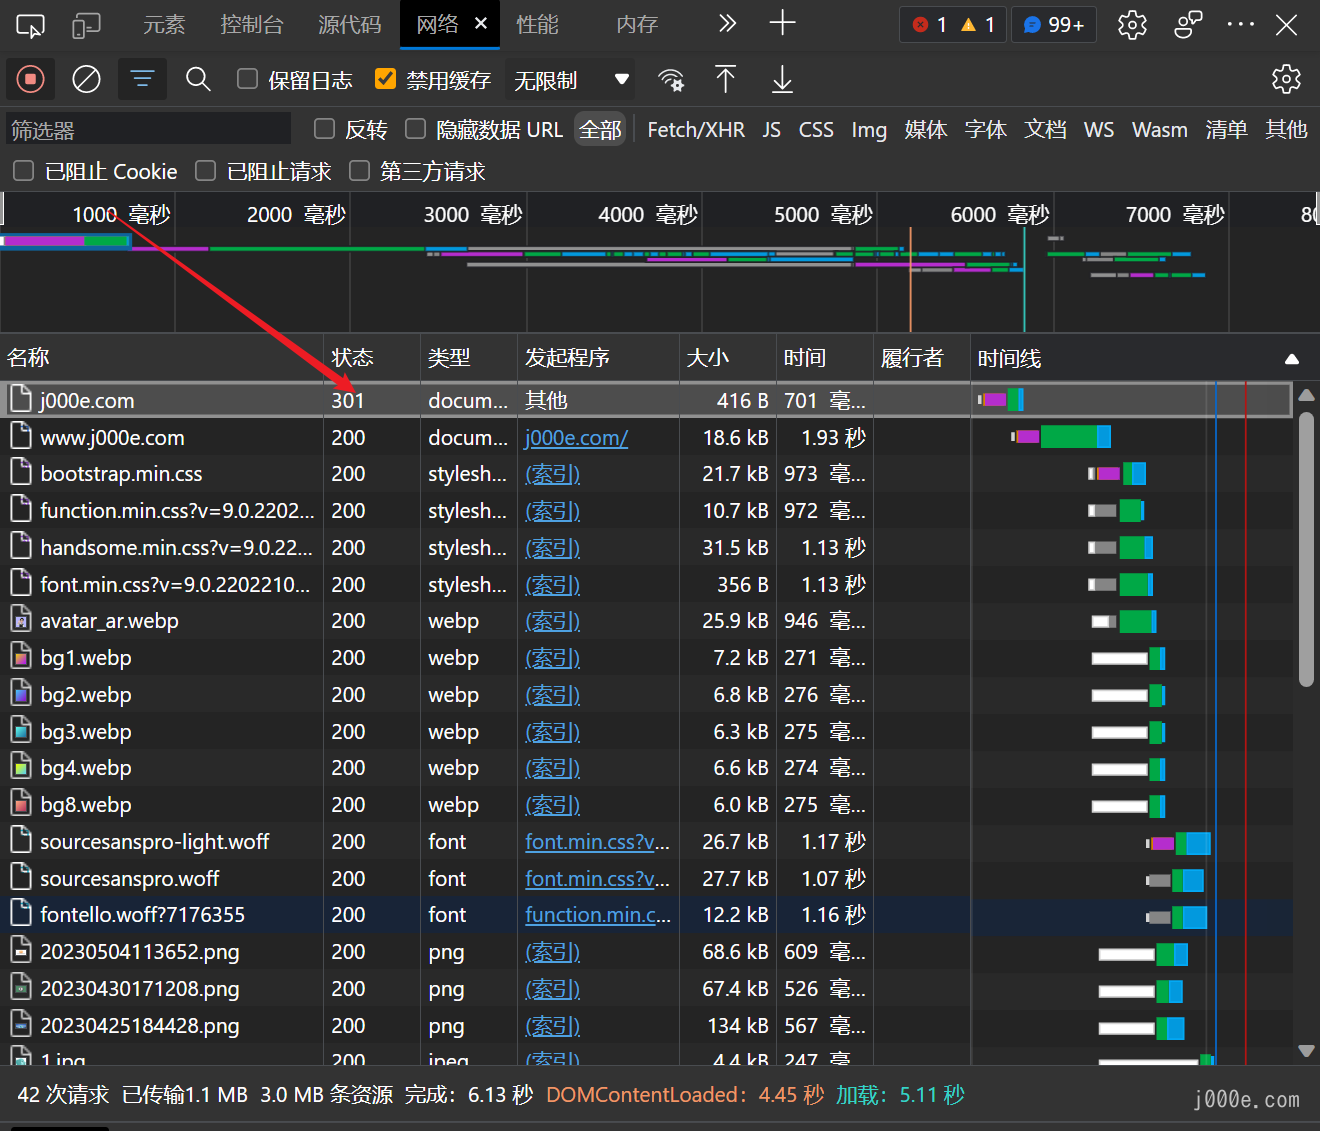 元素 控制台 源代码 网络 性能 内存 1 1 99+
保留日志 禁用缓存 无限制
筛选器 反转 隐藏数据 URL 全部 Fetch/XHR JS CSS Img 媒体 字体 文档 WS Wasm 清单 其他
已阻止 Cookie 已阻止请求 第三方请求
1000 毫秒 2000 毫秒 3000 毫秒 4000 毫秒 5000 毫秒 6000 毫秒 7000 毫秒 80
名称 状态 类型 发起程序 大小 时间 履行者 时间线
j000e.com 301 docum... 其他 416 B 701 毫...
www.j000e.com 200 docum... j000e.com/ 18.6 kB 1.93 秒
bootstrap.min.css 200 stylesh... (索引) 21.7 kB 973 毫...
function.min.css?v=9.0.2202... 200 stylesh... (索引) 10.7 kB 972 毫...
handsome.min.css?v=9.0.22... 200 stylesh... (索引) 31.5 kB 1.13 秒
font.min.css?v=9.0.2202210... 200 stylesh... (索引) 356 B 1.13 秒
avatar_ar.webp 200 webp (索引) 25.9 kB 946 毫...
bg1.webp 200 webp (索引) 7.2 kB 271 毫...
bg2.webp 200 webp (索引) 6.8 kB 276 毫...
bg3.webp 200 webp (索引) 6.3 kB 275 毫...
bg4.webp 200 webp (索引) 6.6 kB 274 毫...
bg8.webp 200 webp (索引) 6.0 kB 275 毫...
sourcesanspro-light.woff 200 font font.min.css?v... 26.7 kB 1.17 秒
sourcesanspro.woff 200 font font.min.css?v... 27.7 kB 1.07 秒
fontello.woff?7176355 200 font function.min.c... 12.2 kB 1.16 秒
20230504113652.png 200 png (索引) 68.6 kB 609 毫...
20230430171208.png 200 png (索引) 67.4 kB 526 毫...
20230425184428.png 200 png (索引) 134 kB 567 毫...
1.jpg 200 jpeg (索引) 4.4 kB 247 毫
42 次请求 已传输1.1 MB 3.0 MB 条资源 完成: 6.13 秒 DOMContentLoaded: 4.45 秒 加载: 5.11 秒
j000e.com